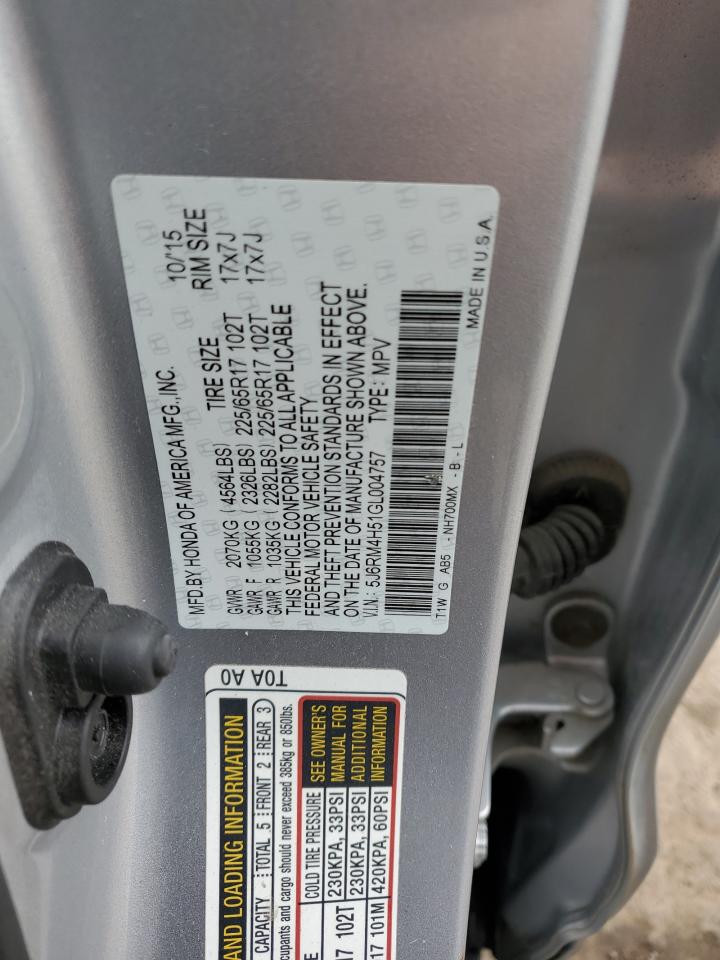 MFD.BY HONDA OF AMERICA MFG.,INC. 10/'15
TIRE SIZE RIM SIZE
GVWR 2070KG (4564LBS)
GAWR F 1055KG (2326LBS) 225/65R17 102T 17x7J
GAWR R 1035KG (2282LBS) 225/65R17 102T 17x7J
THIS VEHICLE CONFORMS TO ALL APPLICABLE
FEDERAL MOTOR VEHICLE SAFETY
AND THEFT PREVENTION STANDARDS IN EFFECT
ON THE DATE OF MANUFACTURE SHOWN ABOVE.
V.I.N.: 5J6RM4H51GL004757 TYPE: MPV
T1W G AB5 - NH700MX - B - L
MADE IN U.S.A.
T0A A0
AND LOADING INFORMATION
CAPACITY TOTAL 5 FRONT 2 REAR 3
cupants and cargo should never exceed 385kg or 850lbs.
COLD TIRE PRESSURE SEE OWNER'S
102T 230KPA, 33PSI MANUAL FOR
17 102T 230KPA, 33PSI ADDITIONAL
17 101M 420KPA, 60PSI INFORMATION